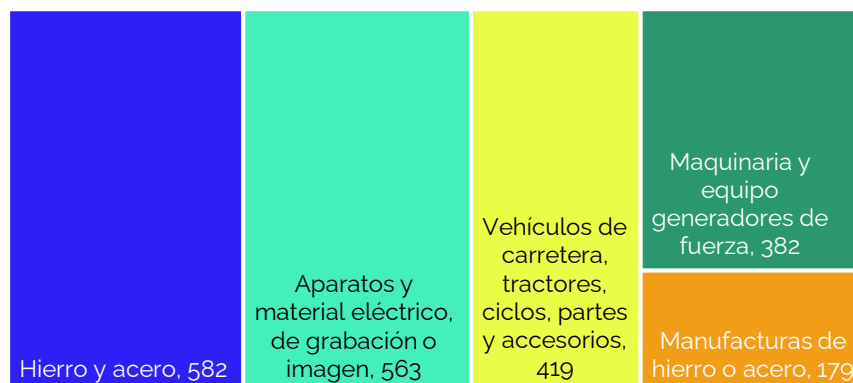 Hierro y acero, 582
Aparatos y
material eléctrico,
de grabación o
imagen, 563
Vehículos de
carretera,
tractores,
ciclos, partes
y accesorios,
419
Maquinaria y
equipo
generadores de
fuerza, 382
Manufacturas de
hierro o acero, 179